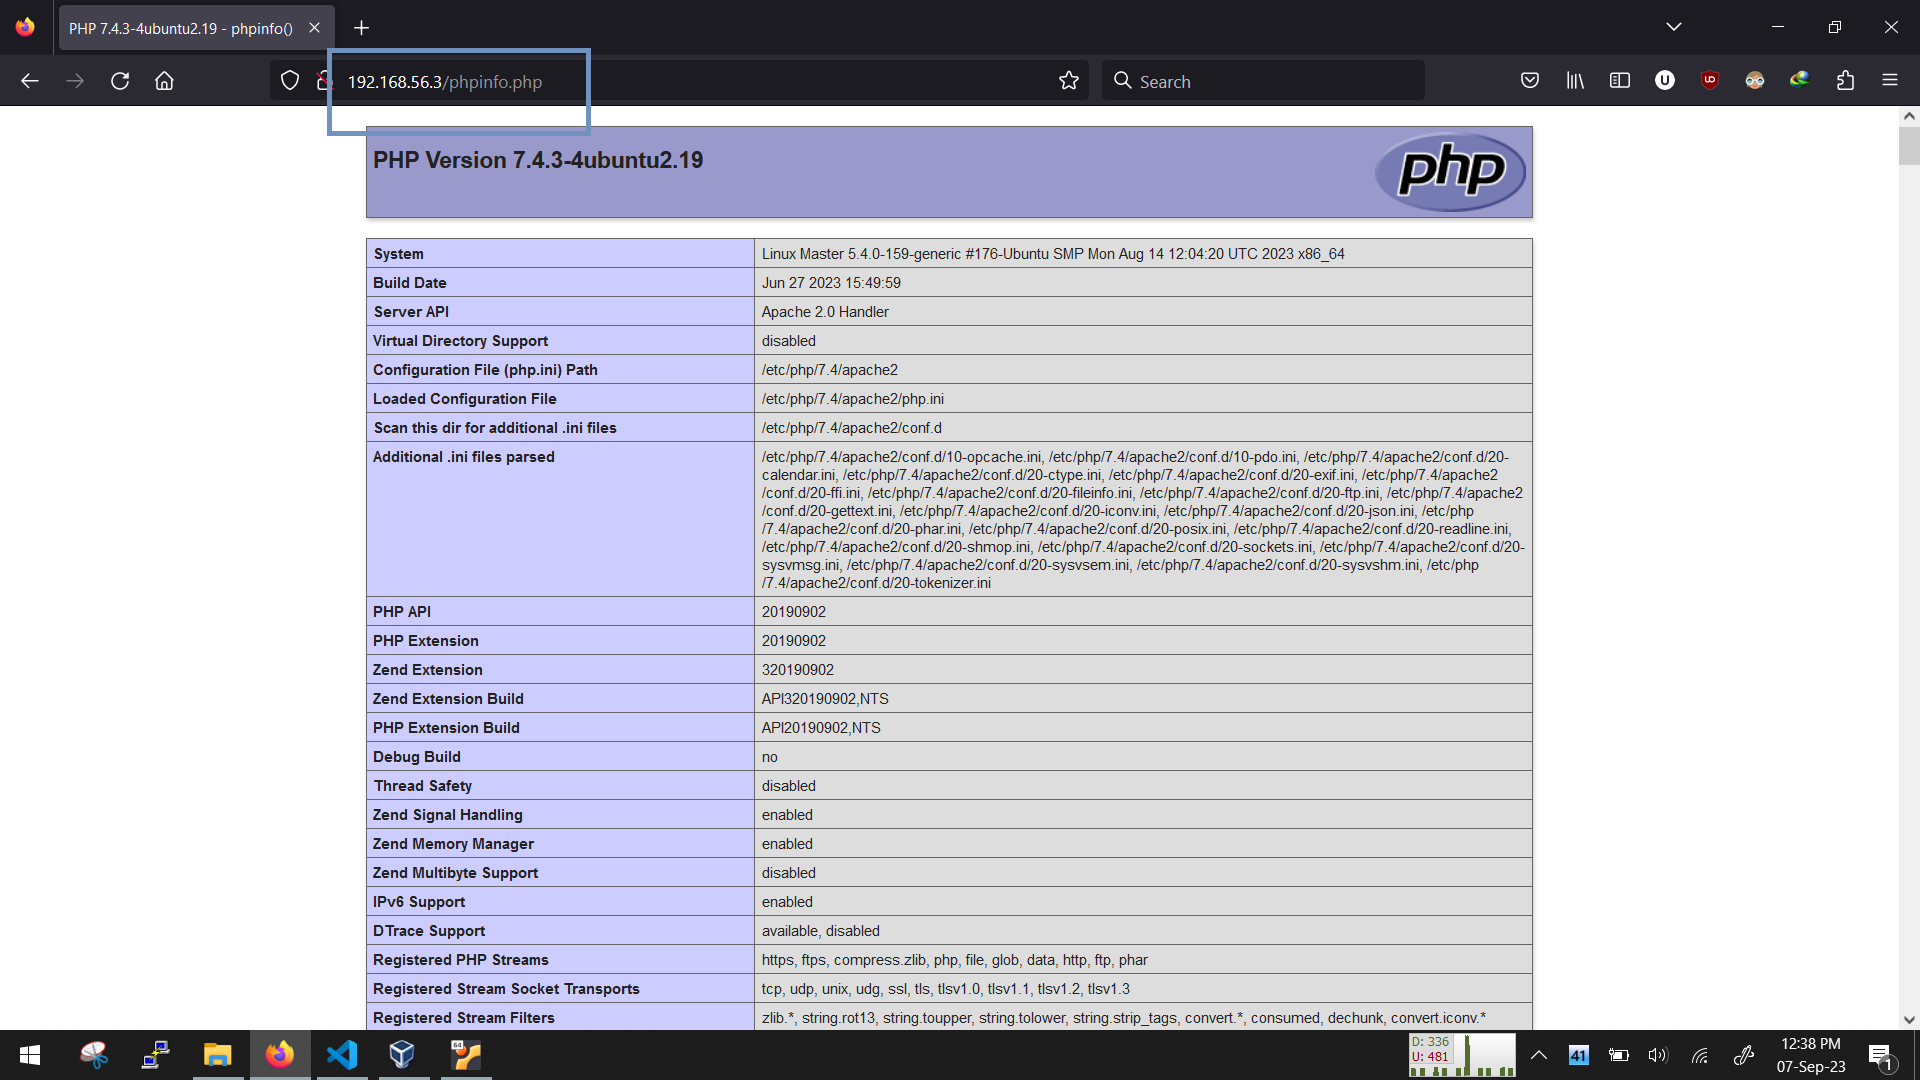 PHP 7.4.3-4ubuntu2.19 - phpinfo()
192.168.56.3/phpinfo.php
Search
PHP Version 7.4.3-4ubuntu2.19
php
System
Linux Master 5.4.0-159-generic #176-Ubuntu SMP Mon Aug 14 12:04:20 UTC 2023 x86_64
Build Date
Jun 27 2023 15:49:59
Server API
Apache 2.0 Handler
Virtual Directory Support
disabled
Configuration File (php.ini) Path
/etc/php/7.4/apache2
Loaded Configuration File
/etc/php/7.4/apache2/php.ini
Scan this dir for additional .ini files
/etc/php/7.4/apache2/conf.d
Additional .ini files parsed
/etc/php/7.4/apache2/conf.d/10-opcache.ini, /etc/php/7.4/apache2/conf.d/10-pdo.ini, /etc/php/7.4/apache2/conf.d/20-
calendar.ini, /etc/php/7.4/apache2/conf.d/20-ctype.ini, /etc/php/7.4/apache2/conf.d/20-exif.ini, /etc/php/7.4/apache2
/conf.d/20-ffi.ini, /etc/php/7.4/apache2/conf.d/20-fileinfo.ini, /etc/php/7.4/apache2/conf.d/20-ftp.ini, /etc/php/7.4/apache2
/conf.d/20-gettext.ini, /etc/php/7.4/apache2/conf.d/20-iconv.ini, /etc/php/7.4/apache2/conf.d/20-json.ini, /etc/php
/7.4/apache2/conf.d/20-phar.ini, /etc/php/7.4/apache2/conf.d/20-posix.ini, /etc/php/7.4/apache2/conf.d/20-readline.ini,
/etc/php/7.4/apache2/conf.d/20-shmop.ini, /etc/php/7.4/apache2/conf.d/20-sockets.ini, /etc/php/7.4/apache2/conf.d/20-
sysvmsg.ini, /etc/php/7.4/apache2/conf.d/20-sysvsem.ini, /etc/php/7.4/apache2/conf.d/20-sysvshm.ini, /etc/php
/7.4/apache2/conf.d/20-tokenizer.ini
PHP API
20190902
PHP Extension
20190902
Zend Extension
320190902
Zend Extension Build
API320190902,NTS
PHP Extension Build
API20190902,NTS
Debug Build
no
Thread Safety
disabled
Zend Signal Handling
enabled
Zend Memory Manager
enabled
Zend Multibyte Support
disabled
IPv6 Support
enabled
DTrace Support
available, disabled
Registered PHP Streams
https, ftps, compress.zlib, php, file, glob, data, http, ftp, phar
Registered Stream Socket Transports
tcp, udp, unix, udg, ssl, tls, tlsv1.0, tlsv1.1, tlsv1.2, tlsv1.3
Registered Stream Filters
zlib.*, string.rot13, string.toupper, string.tolower, string.strip_tags, convert.*, consumed, dechunk, convert.iconv.*
64
D: 336
U: 481
41
12:38 PM
07-Sep-23
1